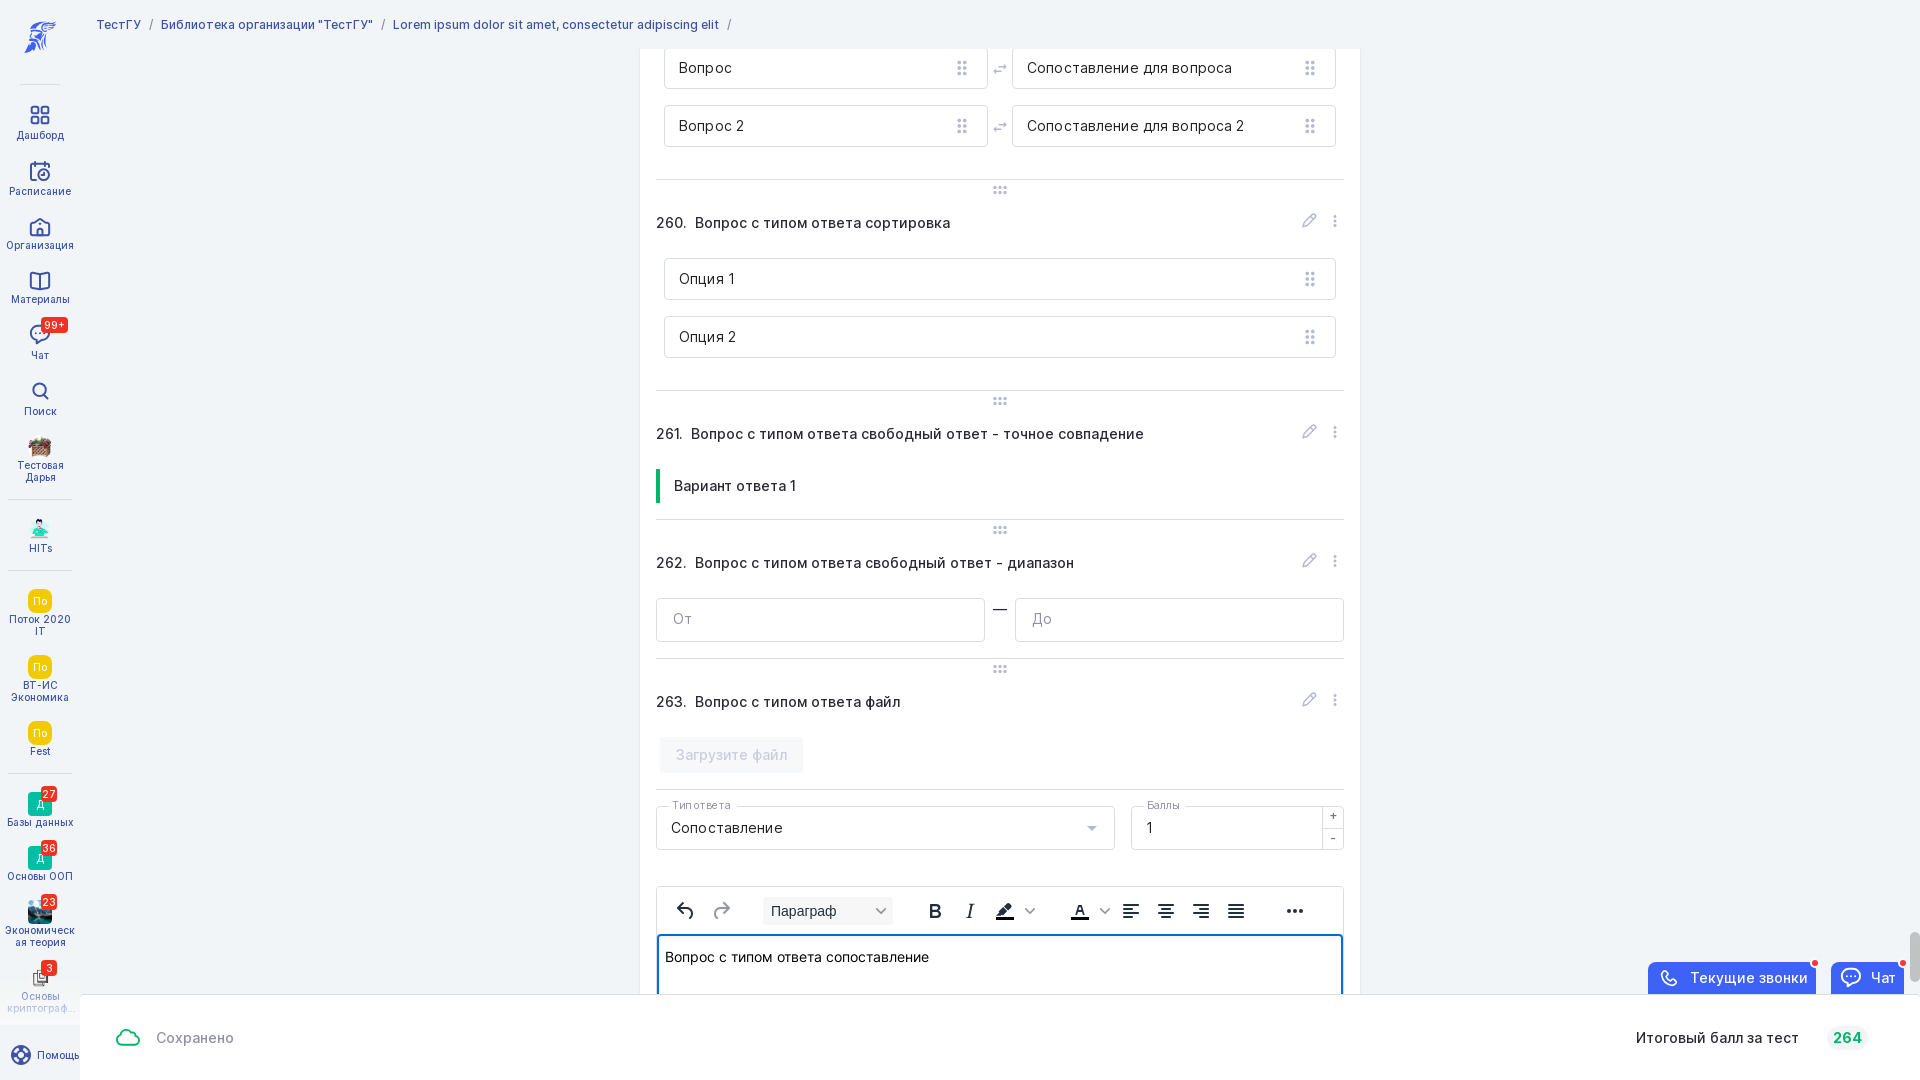 ТестГУ / Библиотека организации "ТестГУ" / Lorem ipsum dolor sit amet, consectetur adipiscing elit /
Дашборд
Расписание
Организация
Материалы
99+
Чат
Поиск
Тестовая
Дарья
HITs
По
Поток 2020
IT
По
ВТ-ИС
Экономика
По
Fest
27
Д
Базы данных
36
Д
Основы ООП
23
Экономическ
ая теория
3
Основы
криптограф...
Помощь
Вопрос
Сопоставление для вопроса
Вопрос 2
Сопоставление для вопроса 2
260. Вопрос с типом ответа сортировка
Опция 1
Опция 2
261. Вопрос с типом ответа свободный ответ - точное совпадение
Вариант ответа 1
262. Вопрос с типом ответа свободный ответ - диапазон
От — До
263. Вопрос с типом ответа файл
Загрузите файл
Тип ответа
Сопоставление
Баллы
1
+
-
Параграф
Вопрос с типом ответа сопоставление
Текущие звонки
Чат
Сохранено
Итоговый балл за тест 264